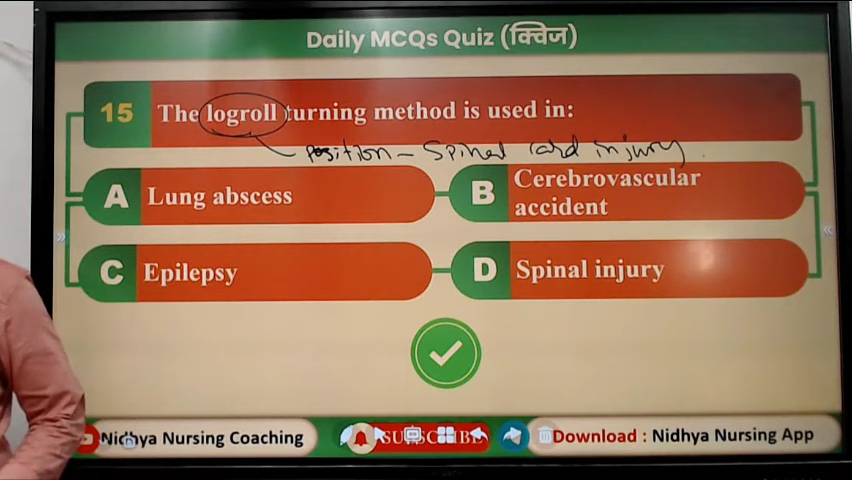 Daily MCQs Quiz (क्विज)
15 The logroll turning method is used in:
position - Spinal cord injury
A Lung abscess
B Cerebrovascular
accident
C Epilepsy
D Spinal injury
Nidhya Nursing Coaching
SUBSCRIBE
Download : Nidhya Nursing App